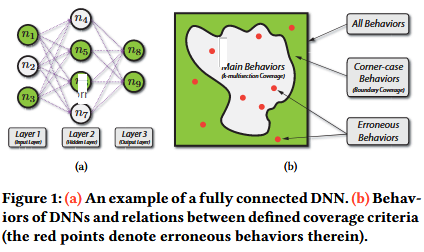 n1
n2
n3
n4
n5
n7
n8
n9
Layer 1
(Input Layer)
Layer 2
(Hidden Layer)
Layer 3
(Output Layer)
(a)
Main Behaviors
(k-multisection Coverage)
All Behaviors
Corner-case
Behaviors
(Boundary Coverage)
Erroneous
Behaviors
(b)
Figure 1: (a) An example of a fully connected DNN. (b) Behav-
iors of DNNs and relations between defined coverage criteria
(the red points denote erroneous behaviors therein).